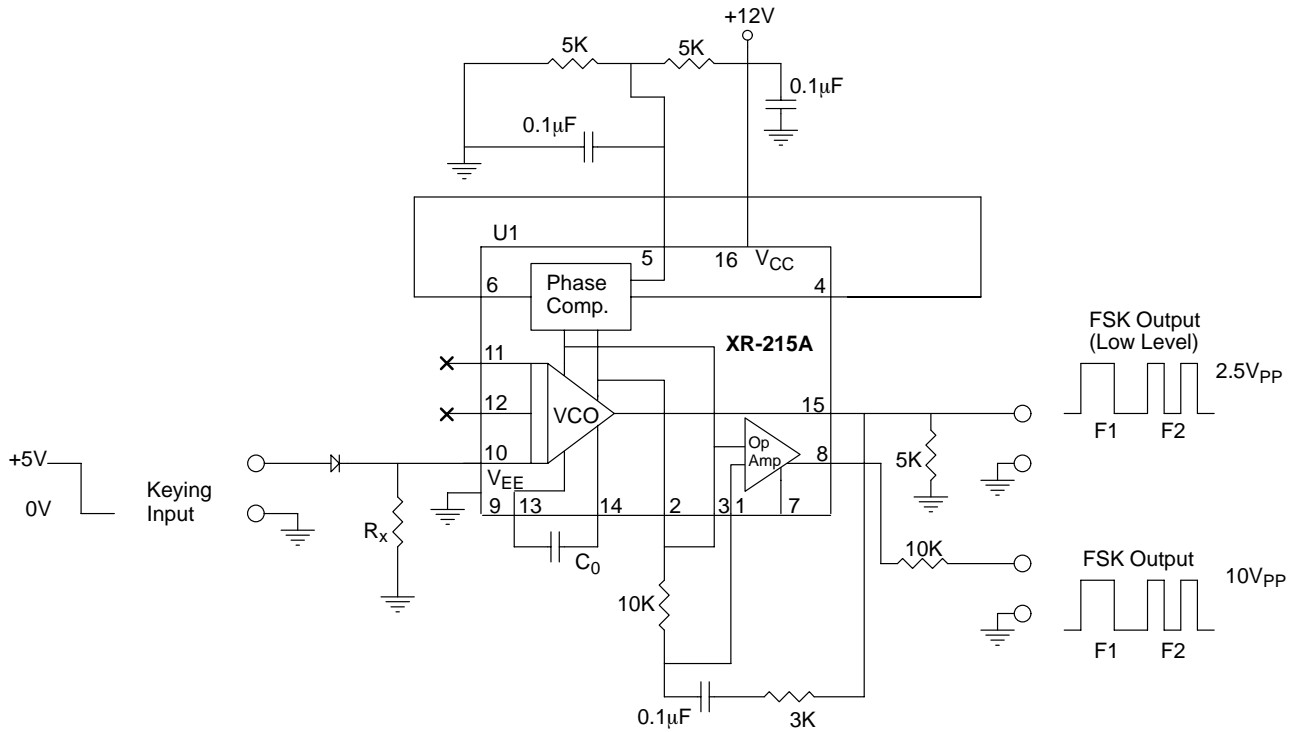 +12V
5K
5K
0.1μF
0.1μF
U1
5
16
VCC
6
Phase
Comp.
4
XR-215A
FSK Output
(Low Level)
2.5VPP
F1
F2
11
12
VCO
15
Op
Amp
8
5K
+5V
0V
Keying
Input
10
VEE
9
13
14
2
3
1
7
RX
C0
10K
10K
FSK Output
10VPP
F1
F2
0.1μF
3K